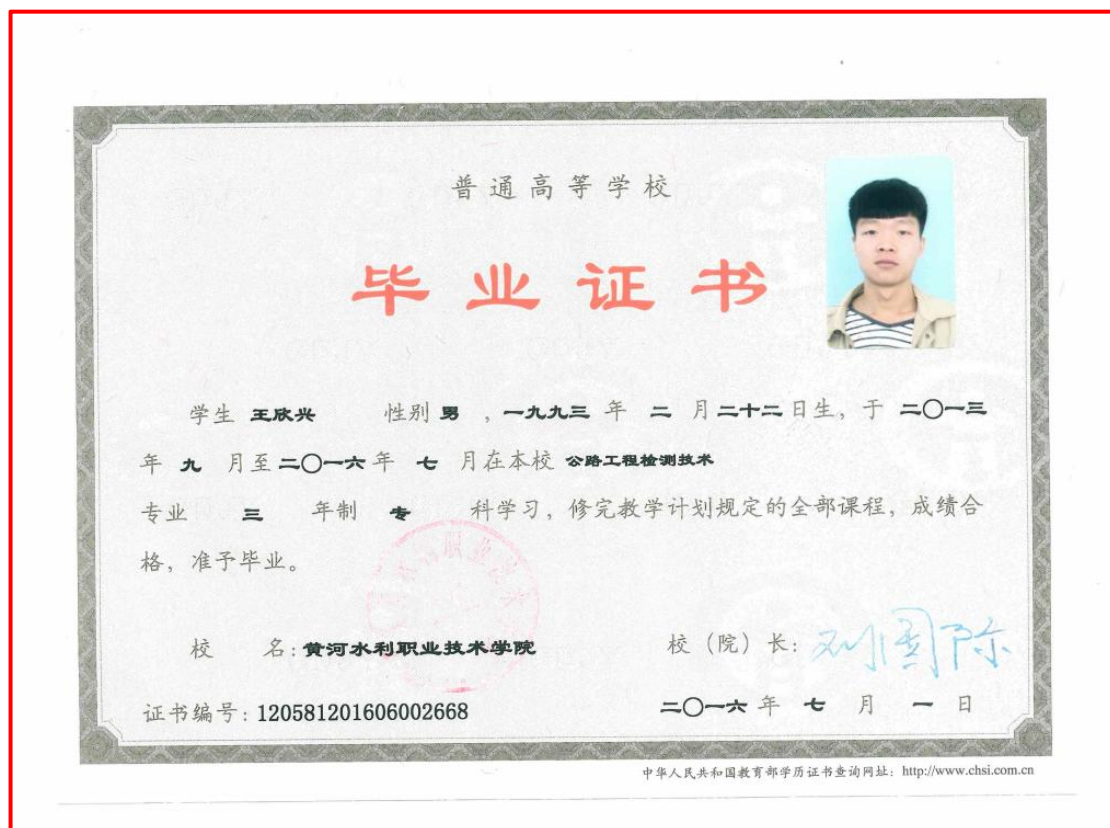 普通高等学校
毕业证书
学生 王欣兴 性别 男 ，一九九三 年 二 月二十二日生，于 二〇一三
年 九 月至二〇一六年 七 月在本校 公路工程检测技术
专业 三 年制 专 科学习，修完教学计划规定的全部课程，成绩合
格，准予毕业。
校 名：黄河水利职业技术学院
校（院）长：刘国际
证书编号：120581201606002668
二〇一六 年 七 月 一 日
中华人民共和国教育部学历证书查询网址：http://www.chsi.com.cn